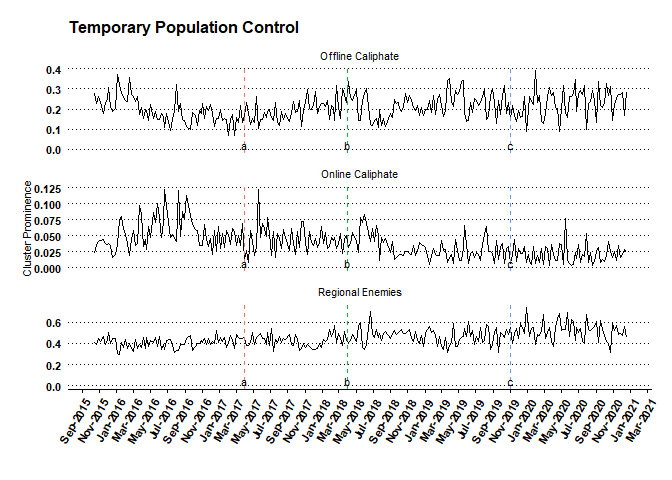 Temporary Population Control
Offline Caliphate
0.4
0.3
0.2
0.1
0.0
a
b
c
Online Caliphate
0.125
0.100
0.075
0.050
0.025
0.000
a
b
c
Cluster Prominence
Regional Enemies
0.6
0.4
0.2
0.0
a
b
c
Sep-2015
Nov-2015
Jan-2016
Mar-2016
May-2016
Jul-2016
Sep-2016
Nov-2016
Jan-2017
Mar-2017
May-2017
Jul-2017
Sep-2017
Nov-2017
Jan-2018
Mar-2018
May-2018
Jul-2018
Sep-2018
Nov-2018
Jan-2019
Mar-2019
May-2019
Jul-2019
Sep-2019
Nov-2019
Jan-2020
Mar-2020
May-2020
Jul-2020
Sep-2020
Nov-2020
Jan-2021
Mar-2021